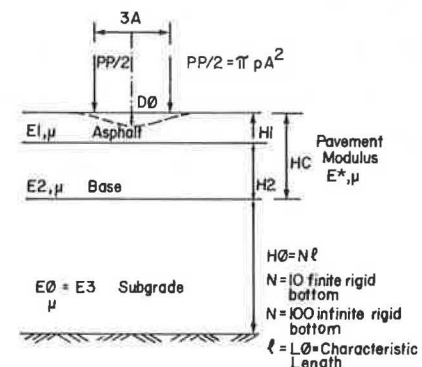 3A
PP/2 PP/2 = π pA²
DØ
E1,μ Asphalt H1
Pavement
Modulus
E*,μ
HC
E2,μ Base H2
HØ=Nℓ
N=10 finite rigid
bottom
N=100 infinite rigid
bottom
ℓ = LØ=Characteristic
Length
EØ = E3 Subgrade
μ